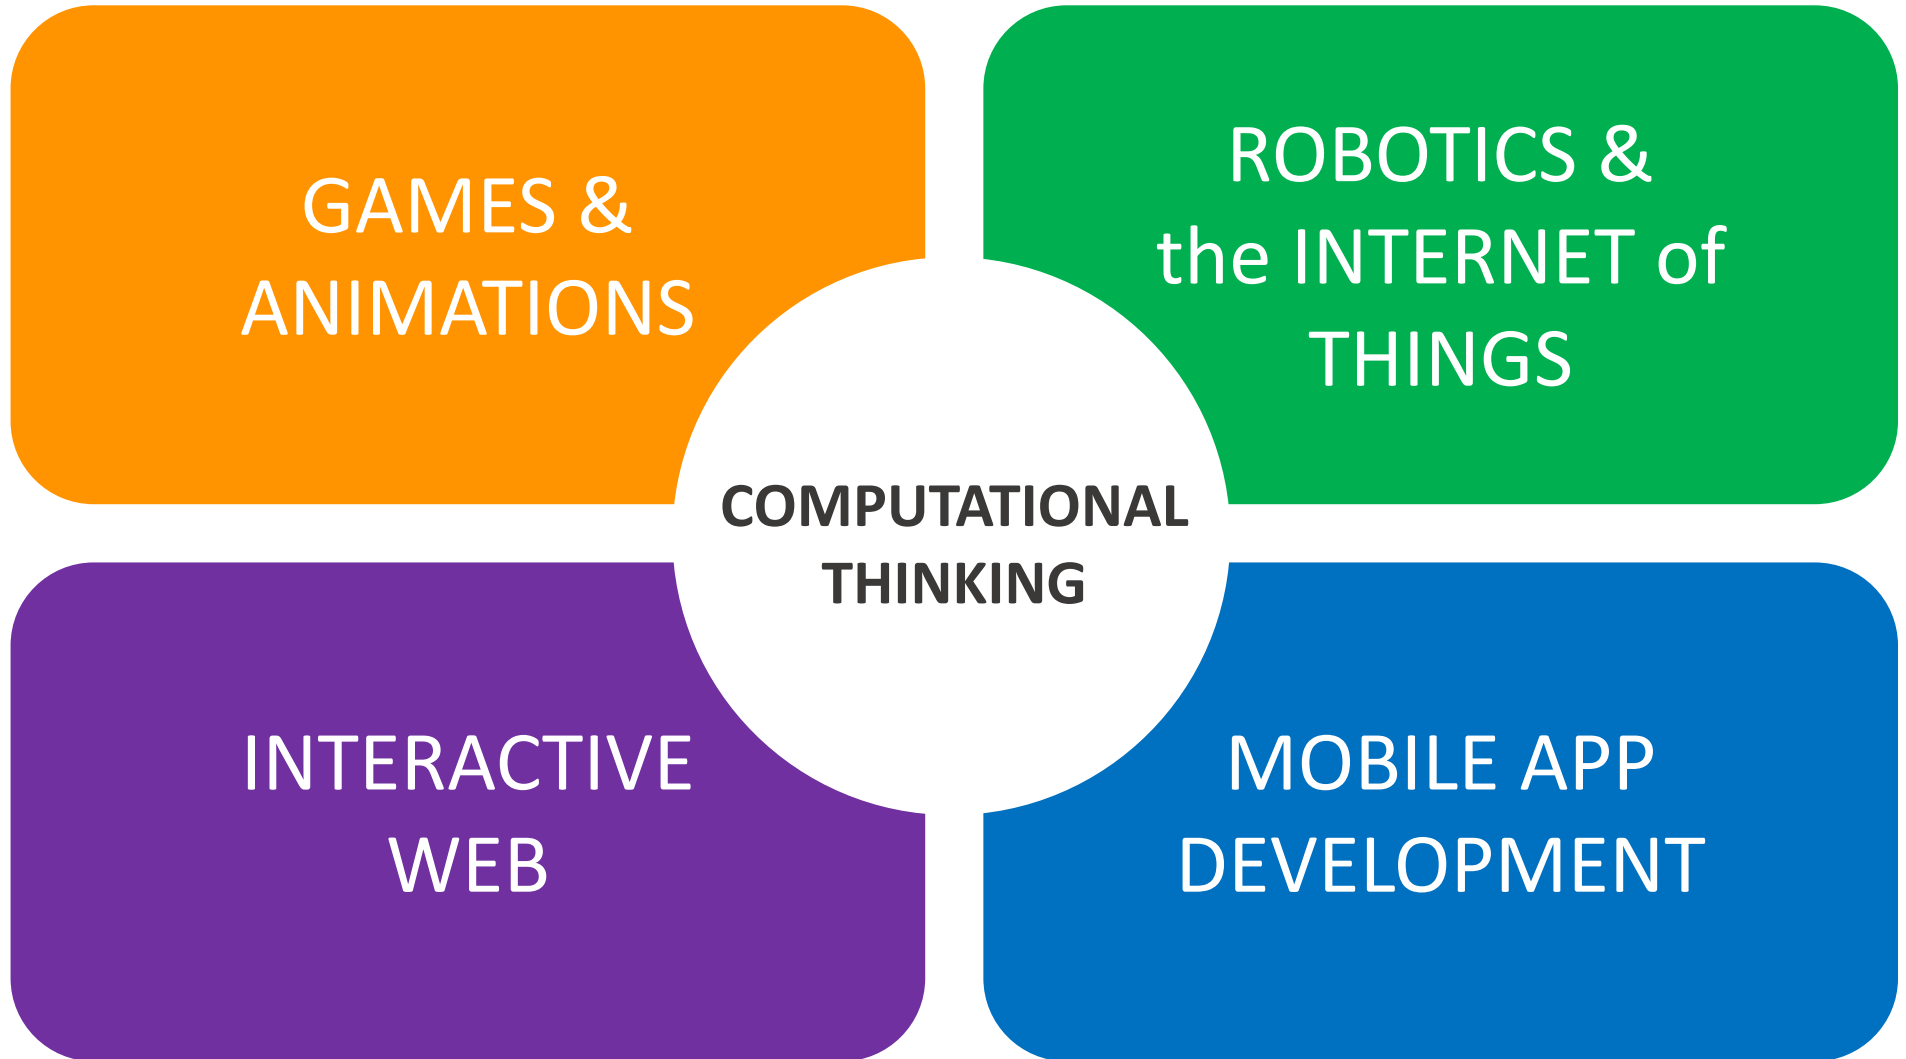 GAMES &
ANIMATIONS
ROBOTICS &
the INTERNET of
THINGS
COMPUTATIONAL
THINKING
INTERACTIVE
WEB
MOBILE APP
DEVELOPMENT